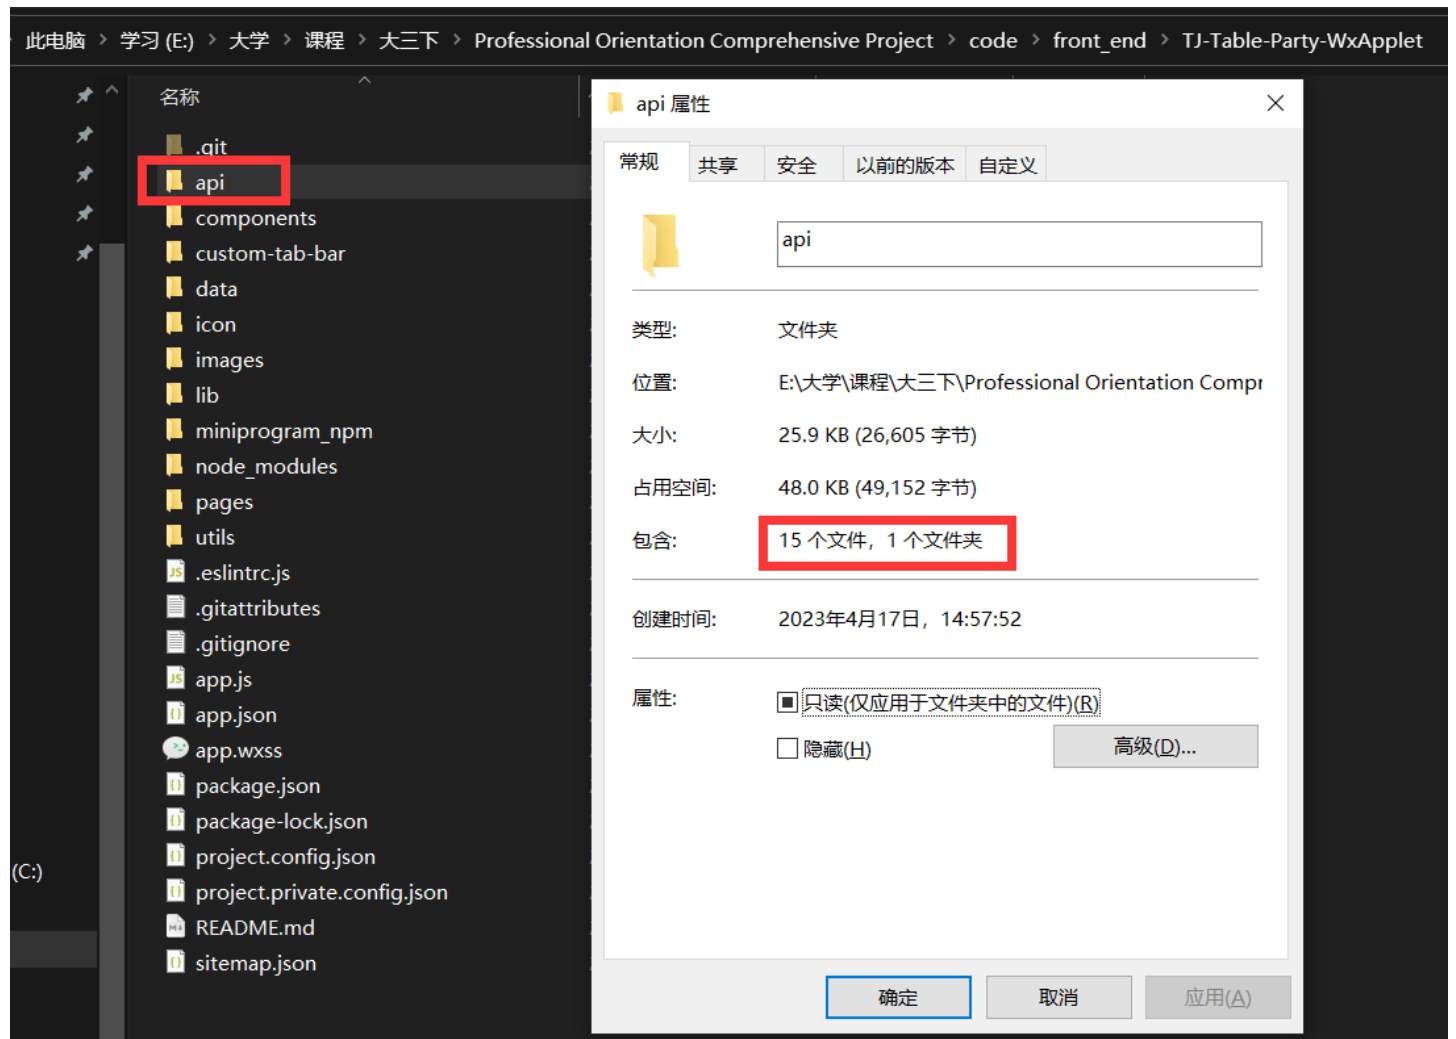 此电脑 > 学习 (E:) > 大学 > 课程 > 大三下 > Professional Orientation Comprehensive Project > code > front_end > TJ-Table-Party-WxApplet
名称
.git
api
components
custom-tab-bar
data
icon
images
lib
miniprogram_npm
node_modules
pages
utils
.eslintrc.js
.gitattributes
.gitignore
app.js
app.json
app.wxss
package.json
package-lock.json
project.config.json
project.private.config.json
README.md
sitemap.json
(C:)
api 属性
常规 共享 安全 以前的版本 自定义
api
类型: 文件夹
位置: E:\大学\课程\大三下\Professional Orientation Compr
大小: 25.9 KB (26,605 字节)
占用空间: 48.0 KB (49,152 字节)
包含: 15 个文件，1 个文件夹
创建时间: 2023年4月17日，14:57:52
属性: 只读(仅应用于文件夹中的文件)(R)
隐藏(H) 高级(D)...
确定 取消 应用(A)